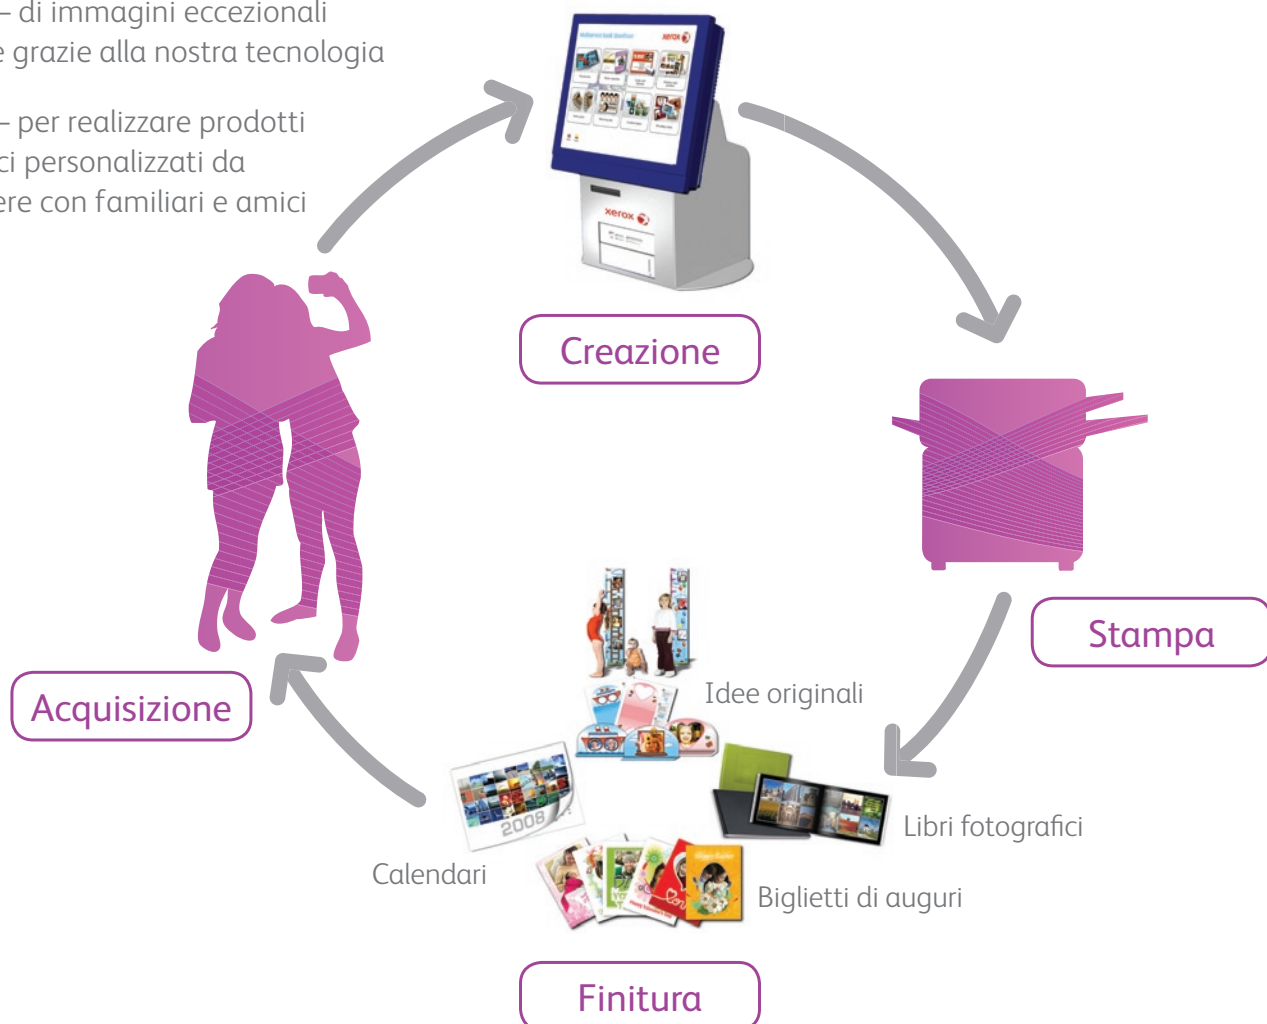 – di immagini eccezionali
e grazie alla nostra tecnologia
– per realizzare prodotti
ci personalizzati da
ere con familiari e amici
xerox
xerox
Creazione
Stampa
Acquisizione
Idee originali
2008
Libri fotografici
Calendari
Biglietti di auguri
Finitura